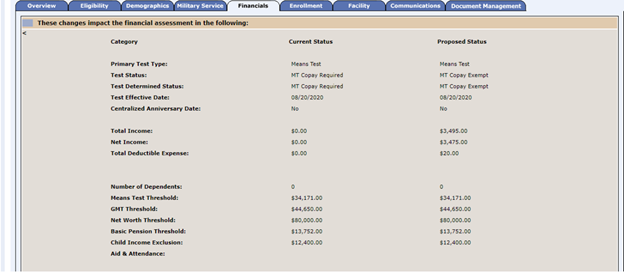 Overview Eligibility Demographics Military Service Financials Enrollment Facility Communications Document Management
These changes impact the financial assessment in the following:
<
Category Current Status Proposed Status
Primary Test Type: Means Test Means Test
Test Status: MT Copay Required MT Copay Exempt
Test Determined Status: MT Copay Required MT Copay Exempt
Test Effective Date: 08/20/2020 08/20/2020
Centralized Anniversary Date: No No
Total Income: $0.00 $3,495.00
Net Income: $0.00 $3,475.00
Total Deductible Expense: $0.00 $20.00
Number of Dependents: 0 0
Means Test Threshold: $34,171.00 $34,171.00
GMT Threshold: $44,650.00 $44,650.00
Net Worth Threshold: $80,000.00 $80,000.00
Basic Pension Threshold: $13,752.00 $13,752.00
Child Income Exclusion: $12,400.00 $12,400.00
Aid & Attendance: